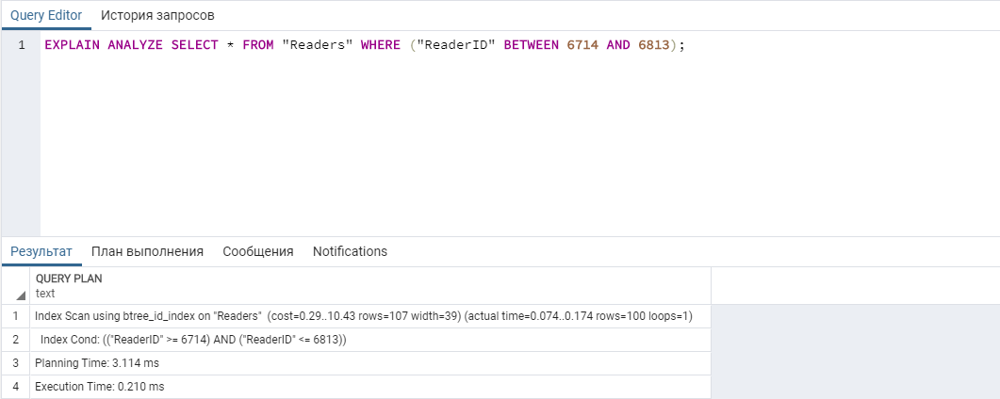 Query Editor История запросов
1 EXPLAIN ANALYZE SELECT * FROM "Readers" WHERE ("ReaderID" BETWEEN 6714 AND 6813);
Результат План выполнения Сообщения Notifications
QUERY PLAN
text
1 Index Scan using btree_id_index on "Readers" (cost=0.29..10.43 rows=107 width=39) (actual time=0.074..0.174 rows=100 loops=1)
2 Index Cond: (("ReaderID" >= 6714) AND ("ReaderID" <= 6813))
3 Planning Time: 3.114 ms
4 Execution Time: 0.210 ms